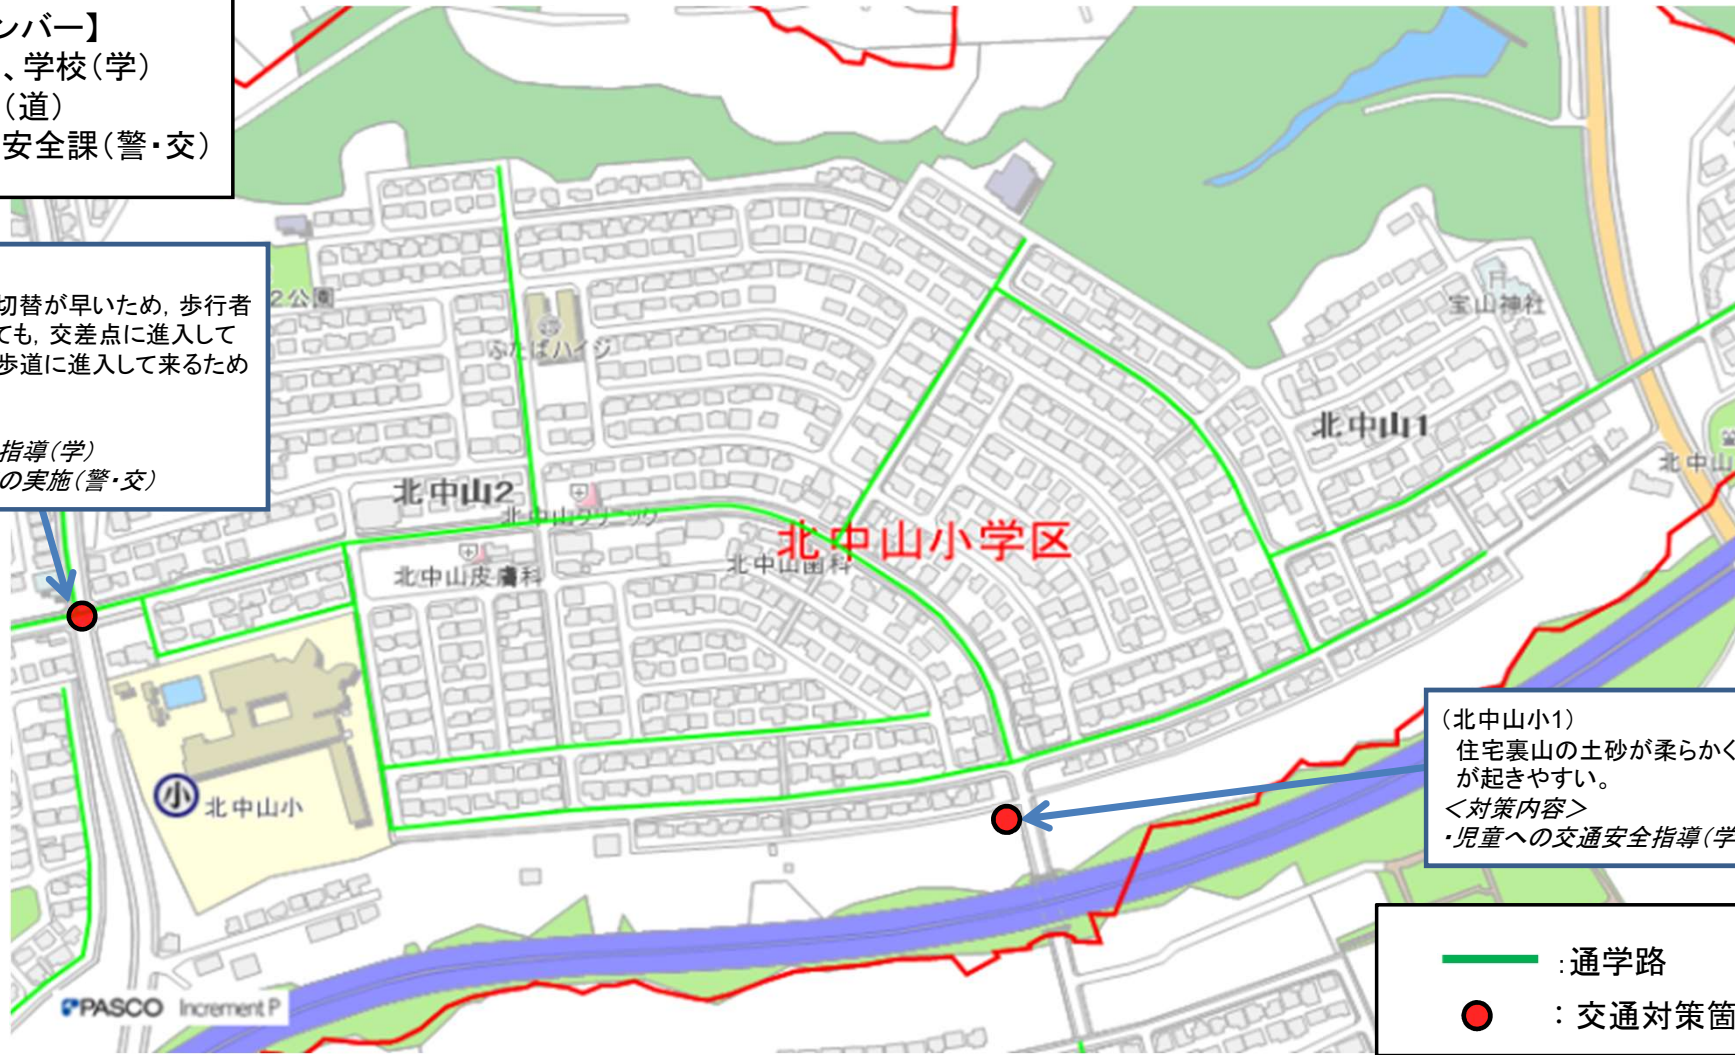 ンバー】
、学校（学）
（道）
安全課（警・交）
切替が早いため，歩行者
ても，交差点に進入して
歩道に進入して来るため
指導（学）
の実施（警・交）
2公園
ふたばハイジ
宝山神社
北中山1
北中山
北中山2
北中山クリニック
北中山小学区
北中山皮膚科
北中山歯科
小
北中山小
（北中山小1）
住宅裏山の土砂が柔らかく
が起きやすい。
＜対策内容＞
・児童への交通安全指導（学
PASCO Increment P
：通学路
：交通対策箇